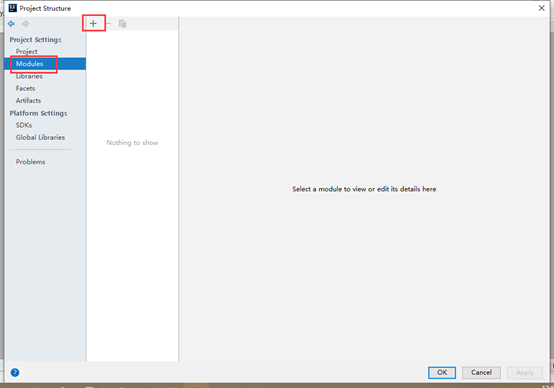 Project Structure
Project Settings
Project
Modules
Libraries
Facets
Artifacts
Platform Settings
SDKs
Global Libraries
Problems
Nothing to show
Select a module to view or edit its details here
?
OK
Cancel
Apply